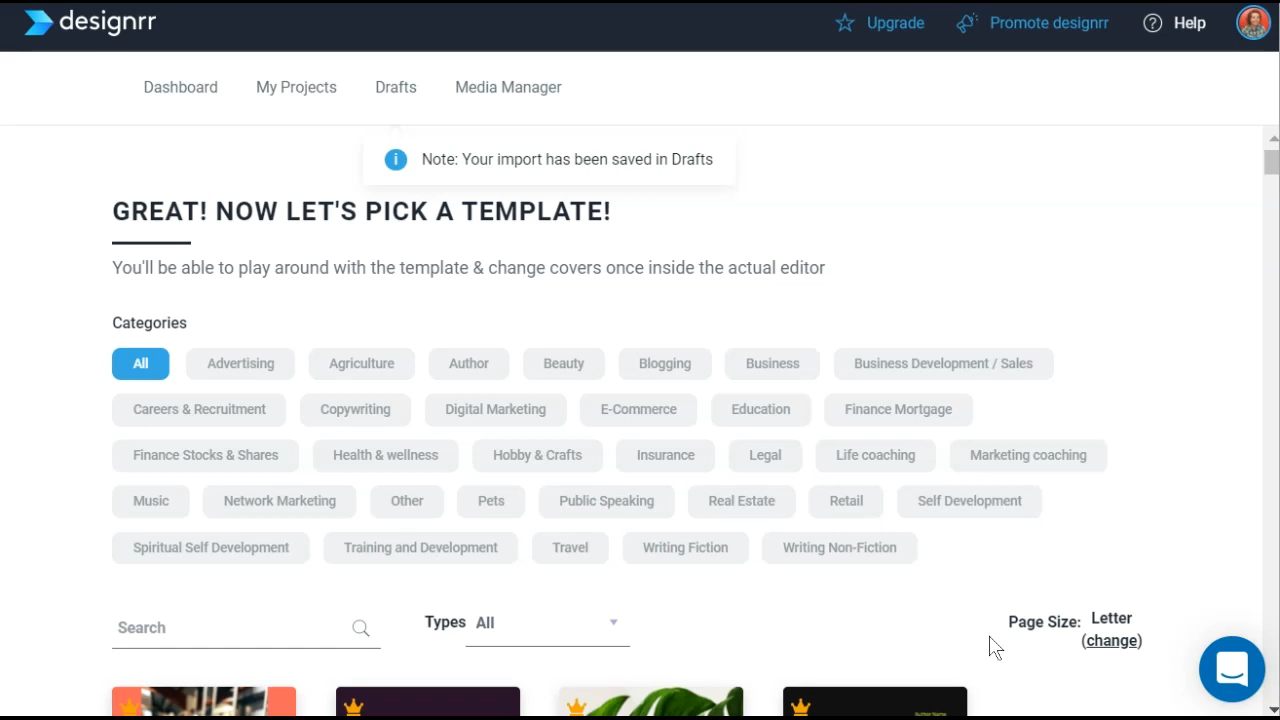 designrr
Upgrade
Promote designrr
Help
Dashboard
My Projects
Drafts
Media Manager
Note: Your import has been saved in Drafts
GREAT! NOW LET'S PICK A TEMPLATE!
You'll be able to play around with the template & change covers once inside the actual editor
Categories
All
Advertising
Agriculture
Author
Beauty
Blogging
Business
Business Development / Sales
Careers & Recruitment
Copywriting
Digital Marketing
E-Commerce
Education
Finance Mortgage
Finance Stocks & Shares
Health & wellness
Hobby & Crafts
Insurance
Legal
Life coaching
Marketing coaching
Music
Network Marketing
Other
Pets
Public Speaking
Real Estate
Retail
Self Development
Spiritual Self Development
Training and Development
Travel
Writing Fiction
Writing Non-Fiction
Search
Types
All
Page Size:
Letter
(change)